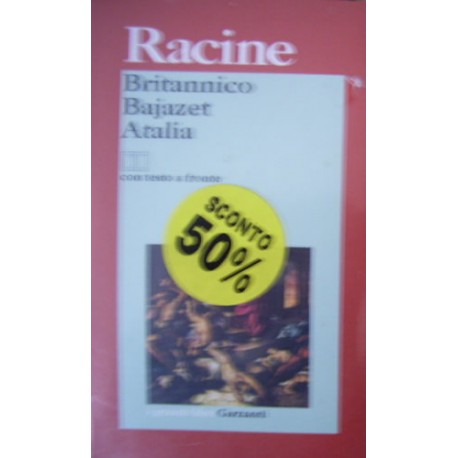 Racine
Britannico
Bajazet
Atalia
con testo a fronte
SCONTO
50%
Garzanti